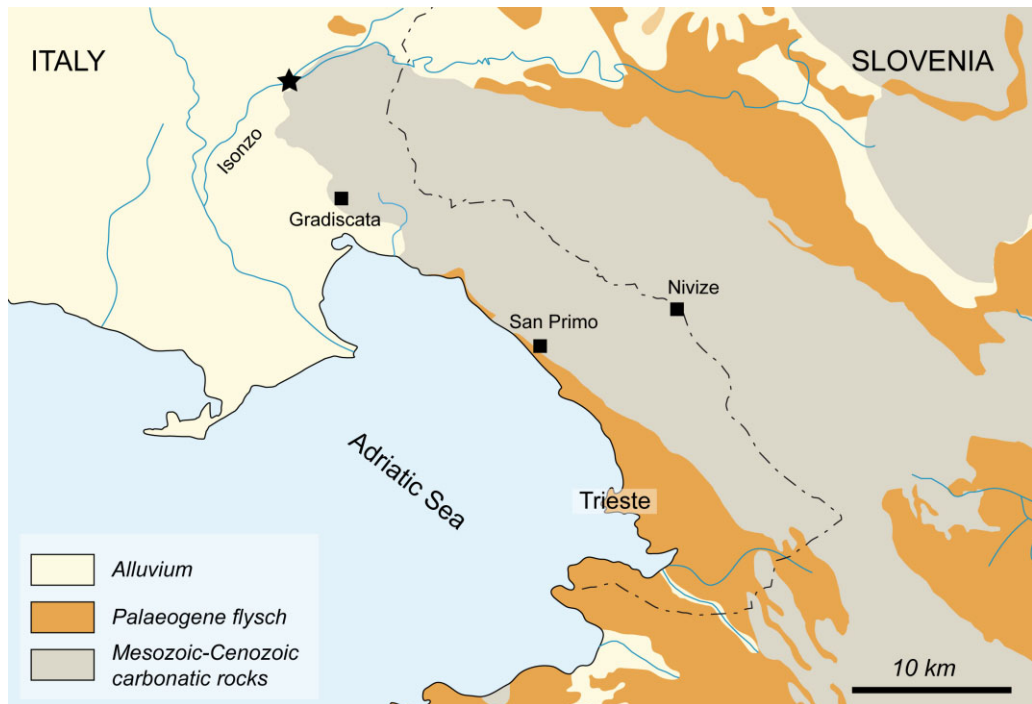 ITALY
SLOVENIA
Isonzo
Gradiscata
Nivize
San Primo
Adriatic Sea
Trieste
Alluvium
Palaeogene flysch
Mesozoic-Cenozoic
carbonatic rocks
10 km